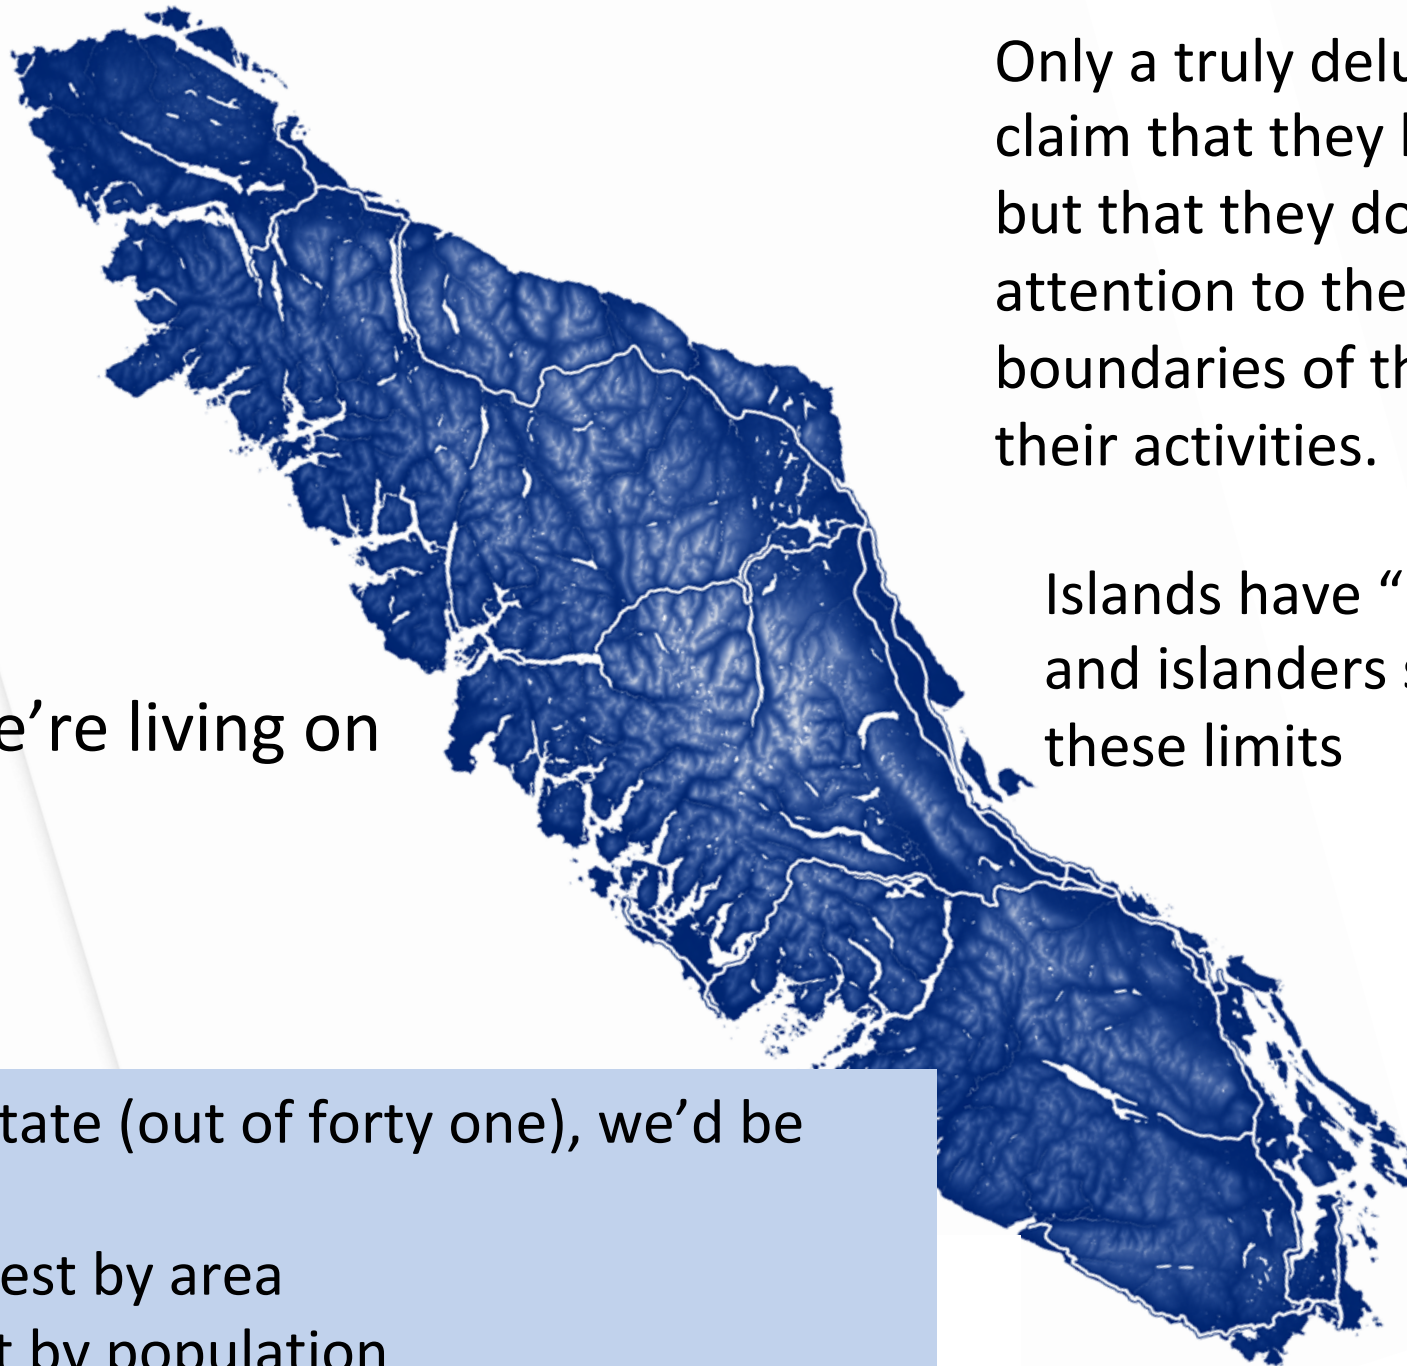 Only a truly delu
claim that they
but that they do
attention to the
boundaries of th
their activities.
Islands have “
and islanders s
these limits
e’re living on
tate (out of forty one), we’d be
est by area
t by population